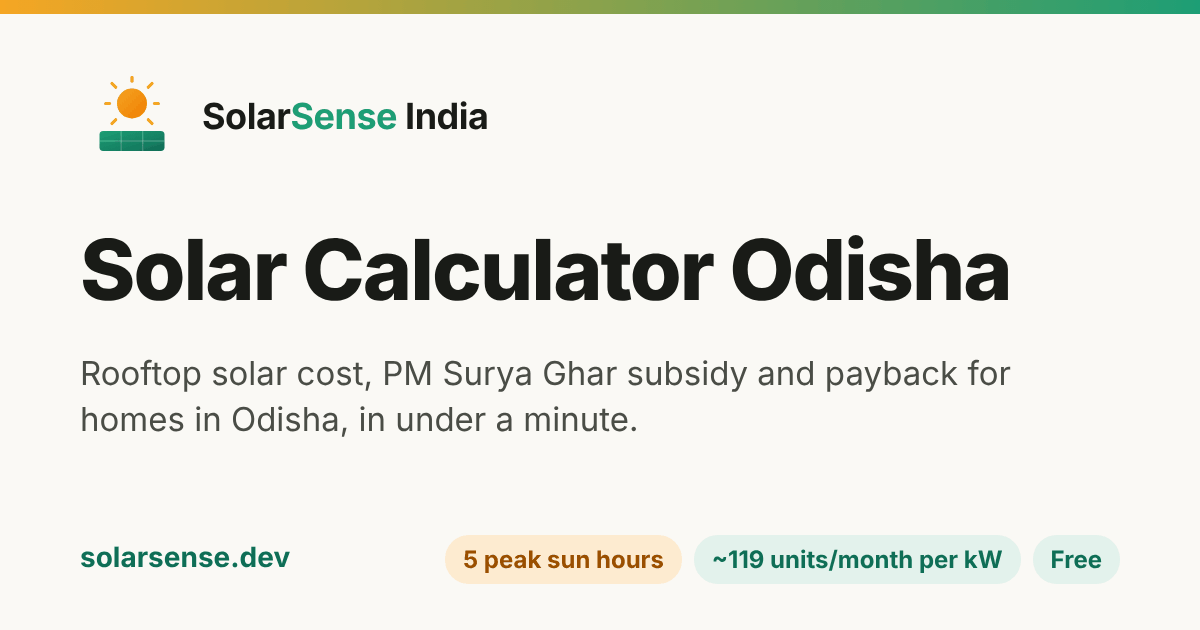 SolarSense India
Solar Calculator Odisha
Rooftop solar cost, PM Surya Ghar subsidy and payback for
homes in Odisha, in under a minute.
solarsense.dev
5 peak sun hours
~119 units/month per kW
Free